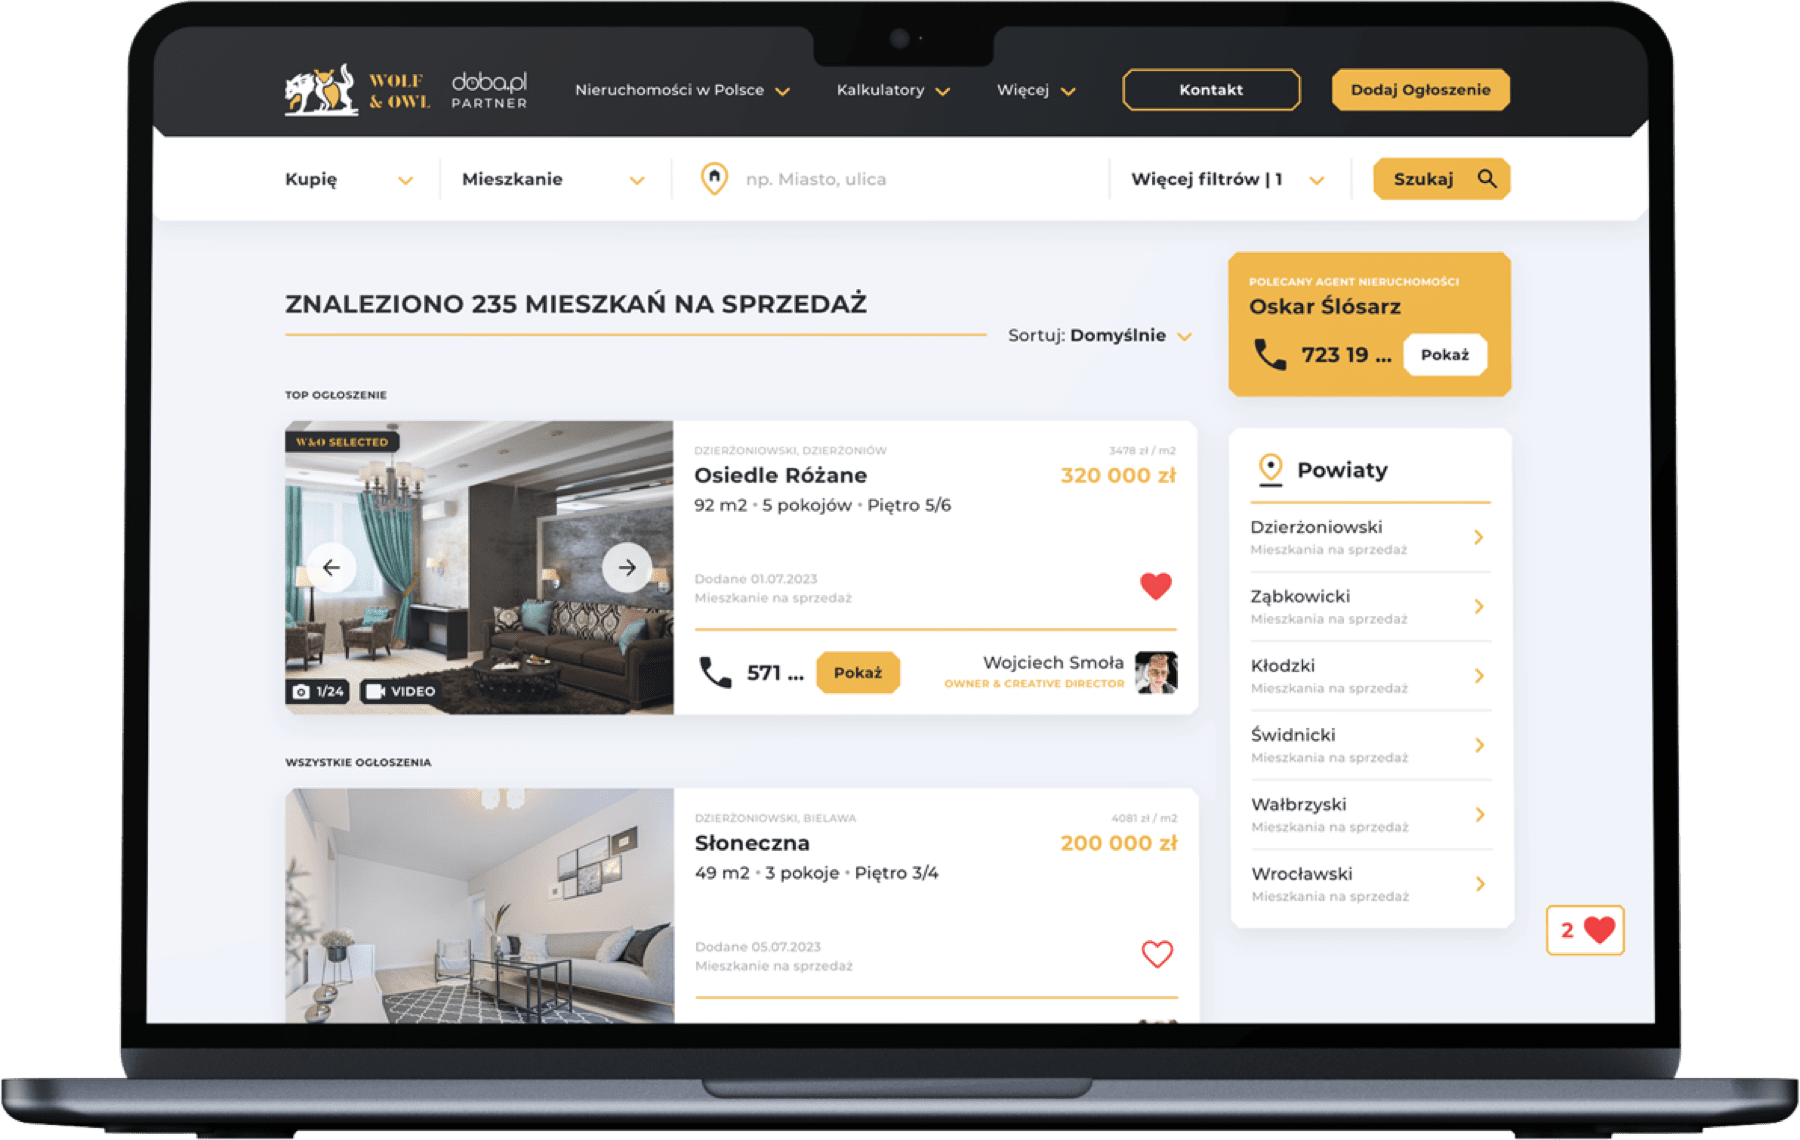 WOLF
& OWL
doba.pl
PARTNER
Nieruchomości w Polsce
Kalkulatory
Więcej
Kontakt
Dodaj Ogłoszenie
Kupię
Mieszkanie
np. Miasto, ulica
Więcej filtrów | 1
Szukaj
ZNALEZIONO 235 MIESZKAŃ NA SPRZEDAŻ
Sortuj: Domyślnie
POLECANY AGENT NIERUCHOMOŚCI
Oskar Ślósarz
723 19 ...
Pokaż
TOP OGŁOSZENIE
W&O SELECTED
1/24
VIDEO
DZIERŻONIOWSKI, DZIERŻONIÓW
3478 zł / m2
Osiedle Różane
320 000 zł
92 m2 • 5 pokojów • Piętro 5/6
Dodane 01.07.2023
Mieszkanie na sprzedaż
571 ...
Pokaż
Wojciech Smoła
OWNER & CREATIVE DIRECTOR
WSZYSTKIE OGŁOSZENIA
DZIERŻONIOWSKI, BIELAWA
4081 zł / m2
Słoneczna
200 000 zł
49 m2 • 3 pokoje • Piętro 3/4
Dodane 05.07.2023
Mieszkanie na sprzedaż
Powiaty
Dzierżoniowski
Mieszkania na sprzedaż
Ząbkowicki
Mieszkania na sprzedaż
Kłodzki
Mieszkania na sprzedaż
Świdnicki
Mieszkania na sprzedaż
Wałbrzyski
Mieszkania na sprzedaż
Wrocławski
Mieszkania na sprzedaż
2